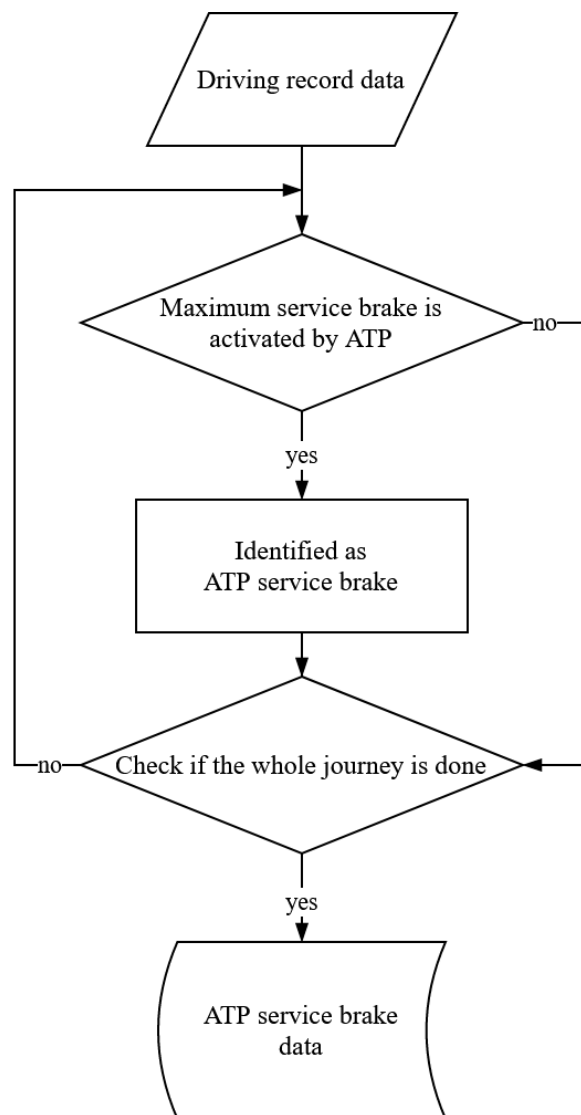 Driving record data
Maximum service brake is
activated by ATP
no
yes
Identified as
ATP service brake
Check if the whole journey is done
no
yes
ATP service brake
data